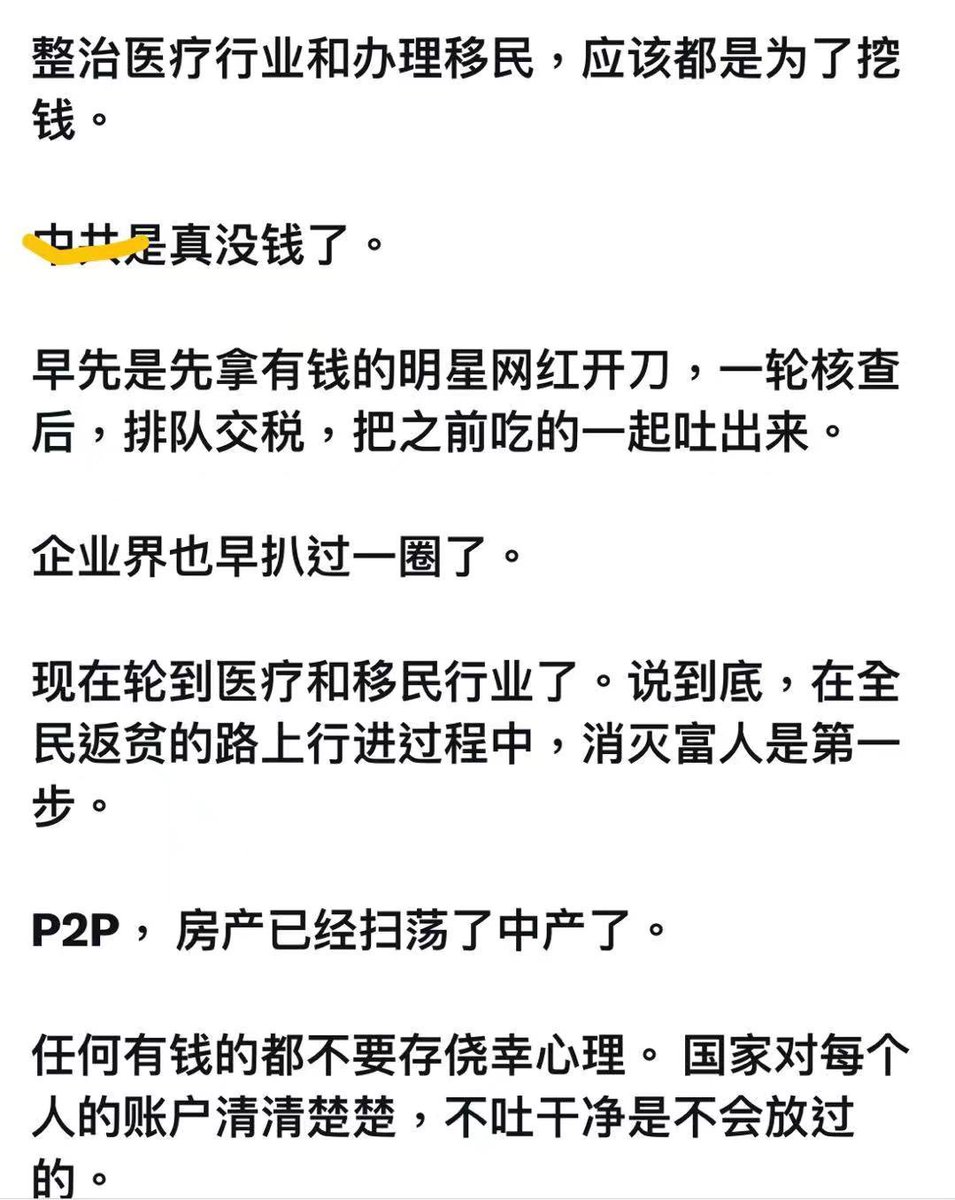 整治医疗行业和办理移民，应该都是为了挖
钱。
中共是真没钱了。
早先是先拿有钱的明星网红开刀，一轮核查
后，排队交税，把之前吃的一起吐出来。
企业界也早扒过一圈了。
现在轮到医疗和移民行业了。说到底，在全
民返贫的路上行进过程中，消灭富人是第一
步。
P2P， 房产已经扫荡了中产了。
任何有钱的都不要存侥幸心理。 国家对每个
人的账户清清楚楚，不吐干净是不会放过
的。